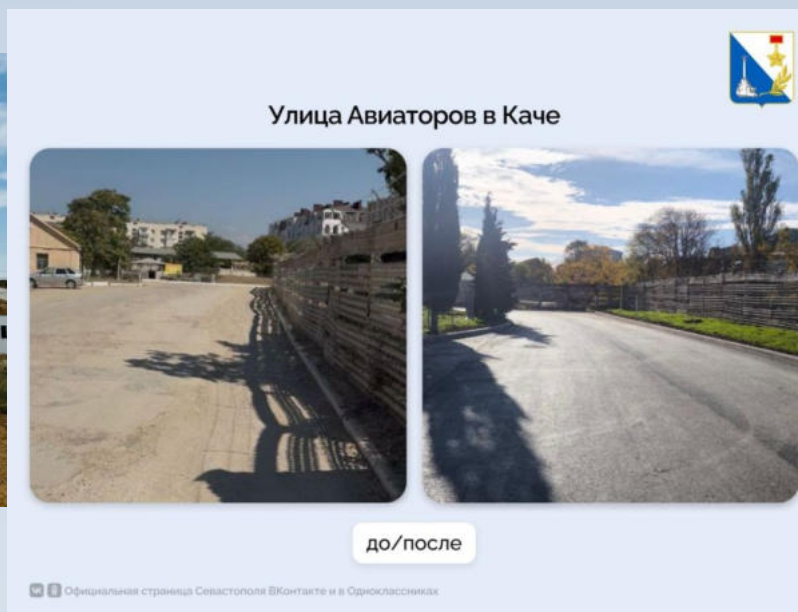 Улица Авиаторов в Каче
до/после
Официальная страница Севастополя ВКонтакте и в Одноклассниках